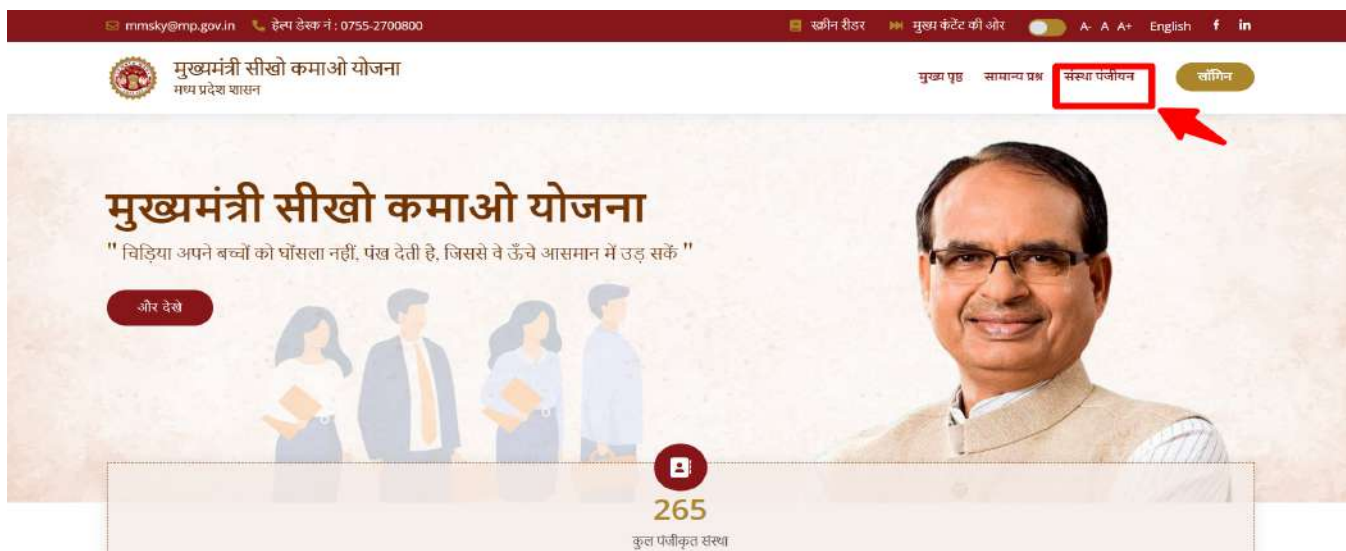 mmsky@mp.gov.in हेल्प डेस्क नं : 0755-2700800 स्क्रीन रीडर मुख्य कंटेंट की ओर A- A A+ English f in
मुख्यमंत्री सीखो कमाओ योजना
मध्य प्रदेश शासन
मुख्य पृष्ठ सामान्य प्रश्न संस्था पंजीयन लॉगिन
मुख्यमंत्री सीखो कमाओ योजना
" चिड़िया अपने बच्चों को घोंसला नहीं, पंख देती है, जिससे वे ऊँचे आसमान में उड़ सकें "
और देखे
265
कुल पंजीकृत संस्था